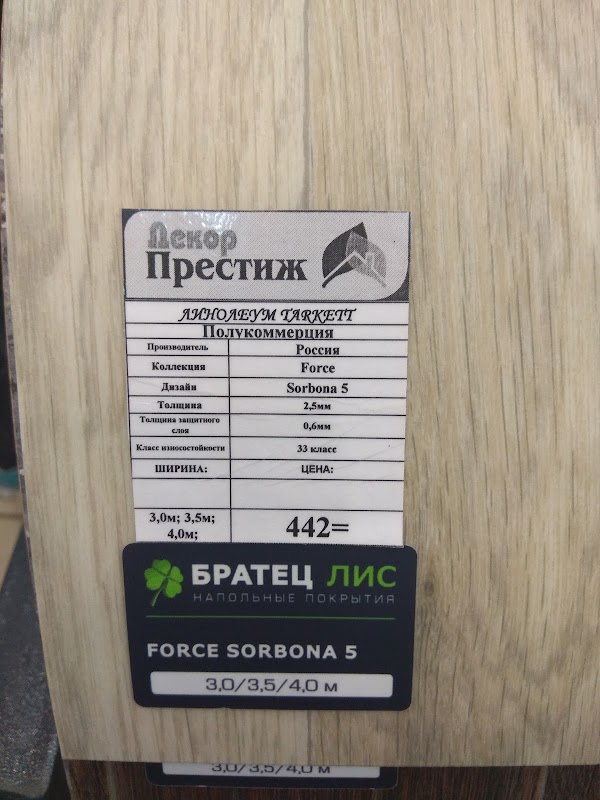 Декор
Престиж
ЛИНОЛЕУМ TARKETT
Полукоммерция
Производитель Россия
Коллекция Force
Дизайн Sorbona 5
Толщина 2,5мм
Толщина защитного слоя 0,6мм
Класс износостойкости 33 класс
ШИРИНА: ЦЕНА:
3,0м; 3,5м; 4,0м; 442=
БРАТЕЦ ЛИС
НАПОЛЬНЫЕ ПОКРЫТИЯ
FORCE SORBONA 5
3,0/3,5/4,0 м
3,0/3,5/4,0 м